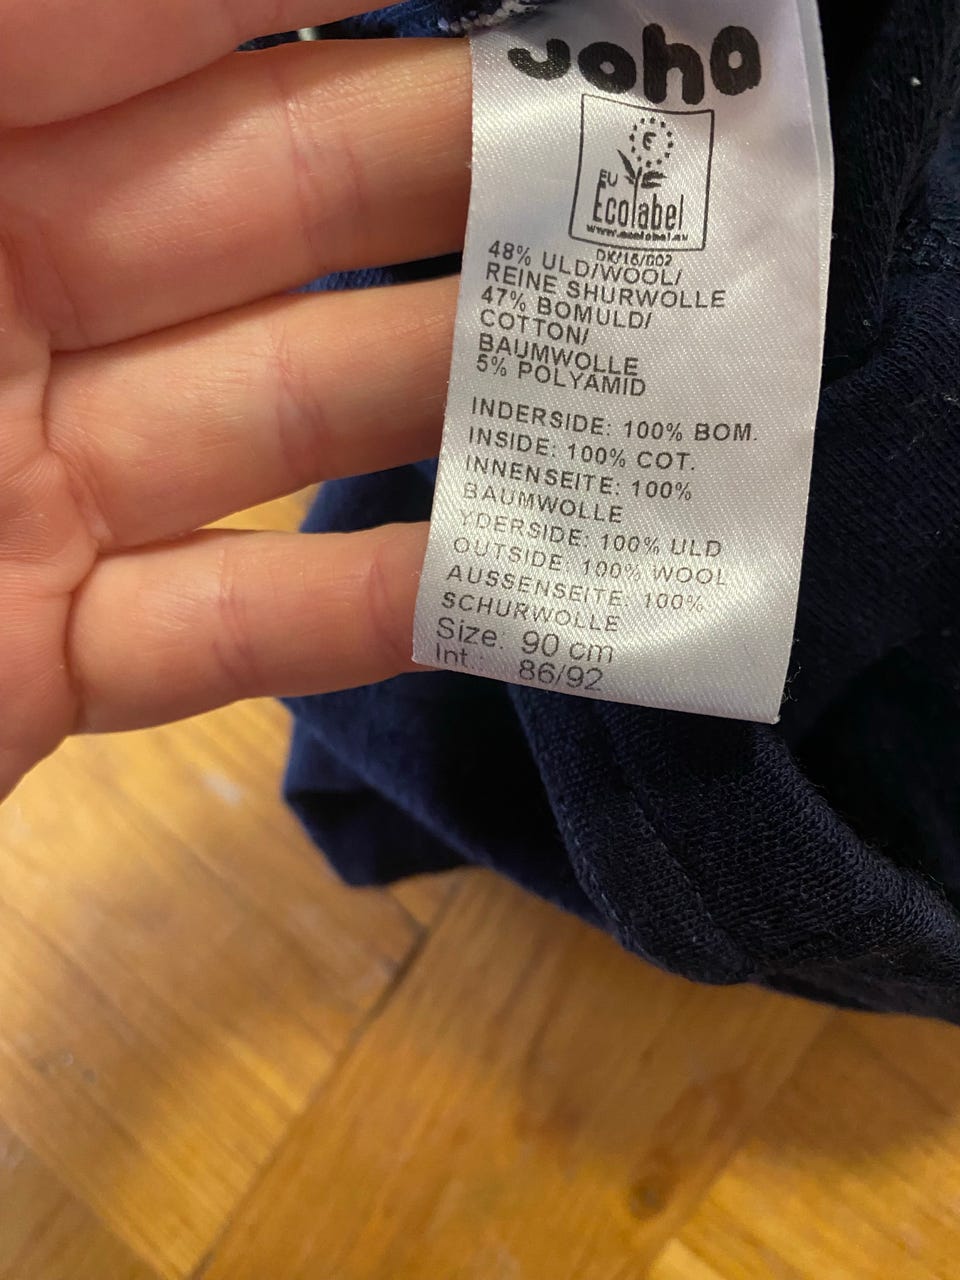 Joha
EU
Ecolabel
www.ecolabel.eu
DK/16/002
48% ULD/WOOL/
REINE SHURWOLLE
47% BOMULD/
COTTON/
BAUMWOLLE
5% POLYAMID
INDERSIDE: 100% BOM.
INSIDE: 100% COT.
INNENSEITE: 100%
BAUMWOLLE
YDERSIDE: 100% ULD
OUTSIDE 100% WOOL
AUSSENSEITE: 100%
SCHURWOLLE
Size: 90 cm
Int.: 86/92